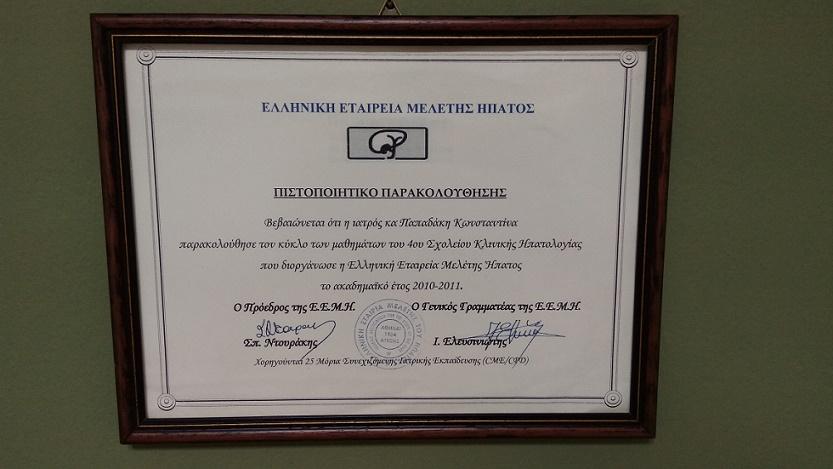 ΕΛΛΗΝΙΚΗ ΕΤΑΙΡΕΙΑ ΜΕΛΕΤΗΣ ΗΠΑΤΟΣ
ΠΙΣΤΟΠΟΙΗΤΙΚΟ ΠΑΡΑΚΟΛΟΥΘΗΣΗΣ
Βεβαιώνεται ότι η ιατρός κα Παπαδάκη Κωνσταντίνα
παρακολούθησε τον κύκλο των μαθημάτων του 4ου Σχολείου Κλινικής Ηπατολογίας
που διοργάνωσε η Ελληνική Εταιρεία Μελέτης Ήπατος
το ακαδημαϊκό έτος 2010-2011.
Ο Πρόεδρος της Ε.Ε.Μ.Η. Ο Γενικός Γραμματέας της Ε.Ε.Μ.Η.
Σπ. Ντουράκης Ι. Ελευσινιώτης
Χορηγούνται 25 Μόρια Συνεχιζόμενης Ιατρικής Εκπαίδευσης (CME/CPD)